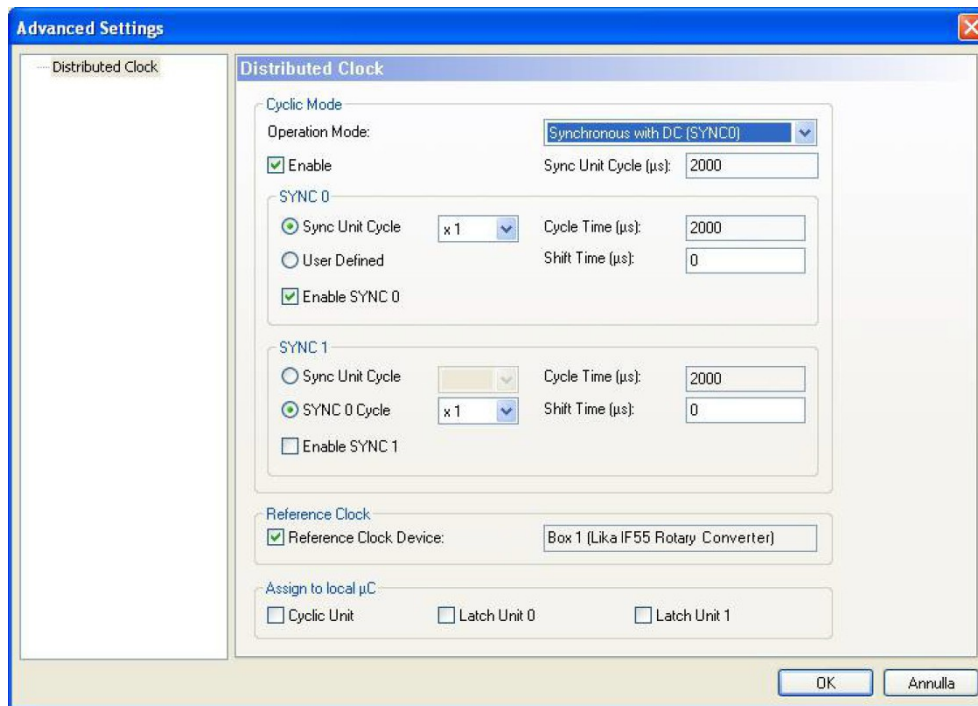 Advanced Settings
Distributed Clock
Distributed Clock
Cyclic Mode
Operation Mode: Synchronous with DC (SYNC0)
Enable Sync Unit Cycle (µs): 2000
SYNC 0
Sync Unit Cycle x 1 Cycle Time (µs): 2000
User Defined Shift Time (µs): 0
Enable SYNC 0
SYNC 1
Sync Unit Cycle Cycle Time (µs): 2000
SYNC 0 Cycle x 1 Shift Time (µs): 0
Enable SYNC 1
Reference Clock
Reference Clock Device: Box 1 (Lika IF55 Rotary Converter)
Assign to local µC
Cyclic Unit Latch Unit 0 Latch Unit 1
OK Annulla